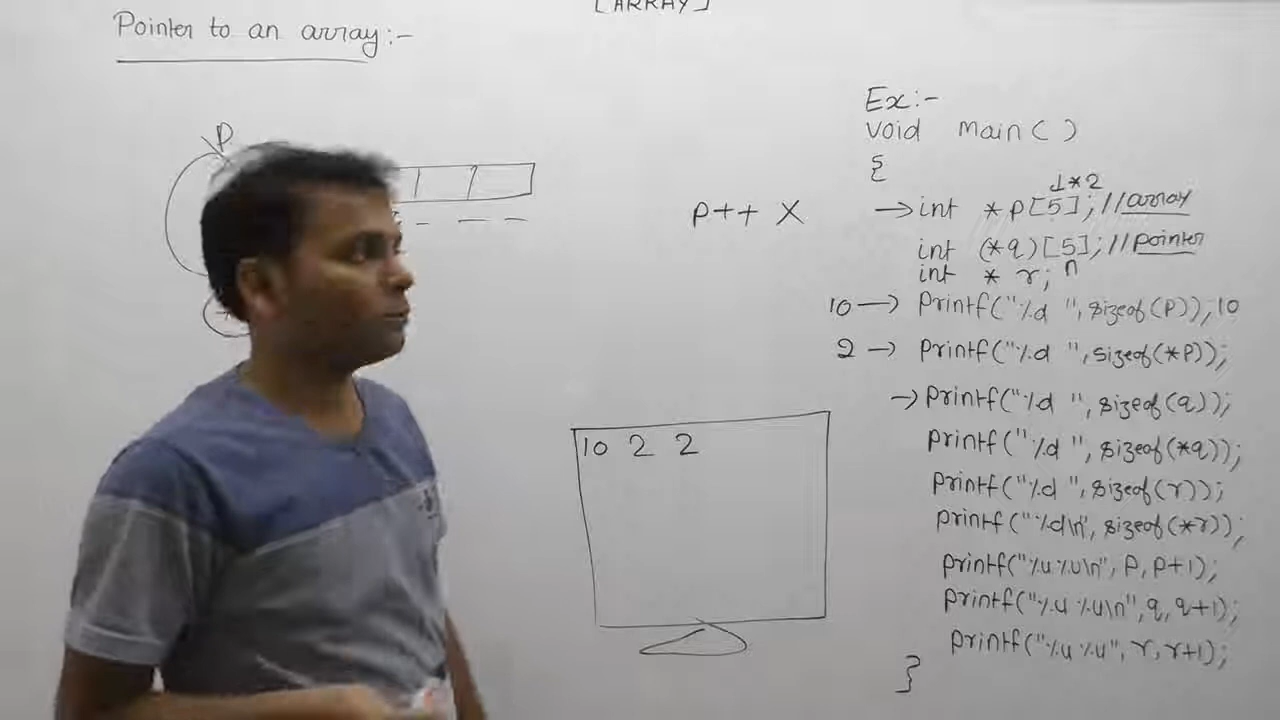 [ARRAY]
Pointer to an array:-
P
P++ X
10 2 2
Ex:-
void main()
{
1*2
→ int *p[5]; //array
int (*q)[5]; //pointer
int *r; n
10 → Printf("%d ", sizeof(P)); 10
2 → Printf("%d ", sizeof(*P));
→ Printf("%d ", sizeof(q));
Printf("%d ", sizeof(*q));
Printf("%d ", sizeof(r));
Printf("%d\n", sizeof(*r));
Printf("%u %u\n", P, P+1);
Printf("%u %u\n", q, q+1);
Printf("%u %u", r, r+1);
}